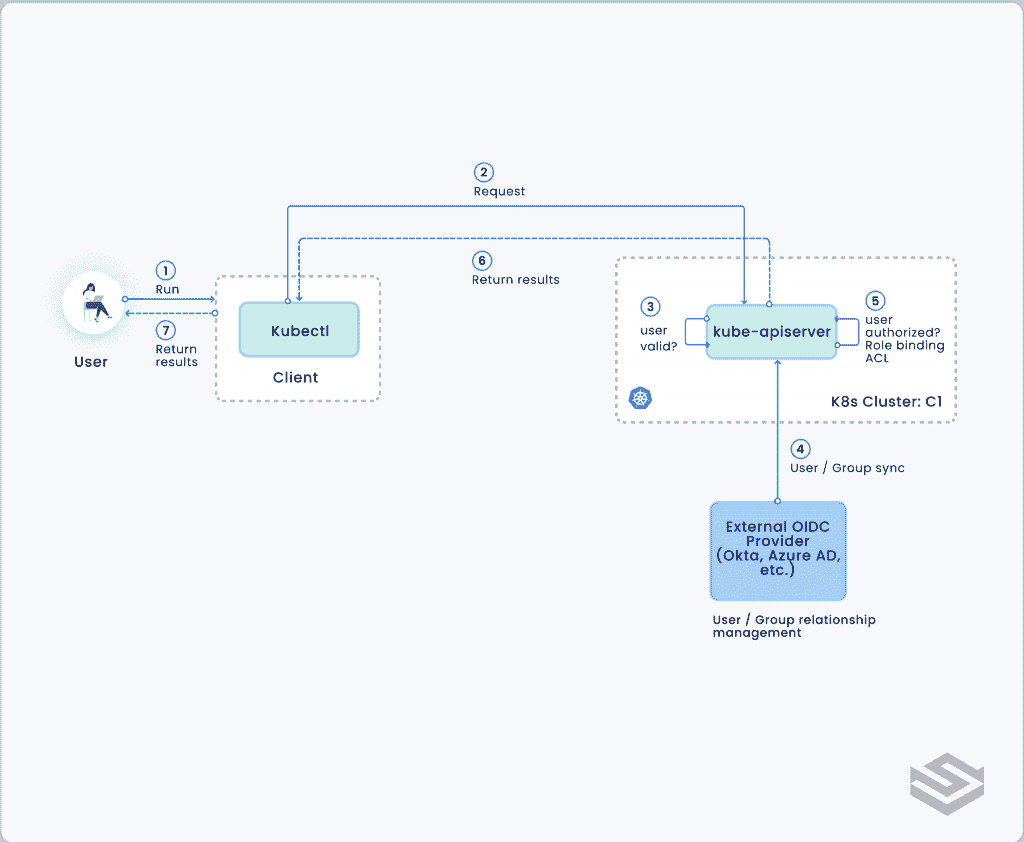 2
Request
6
Return results
1
Run
7
Return
results
User
Kubectl
Client
3
user
valid?
kube-apiserver
5
user
authorized?
Role binding
ACL
K8s Cluster: C1
4
User / Group sync
External OIDC
Provider
(Okta, Azure AD,
etc.)
User / Group relationship
management